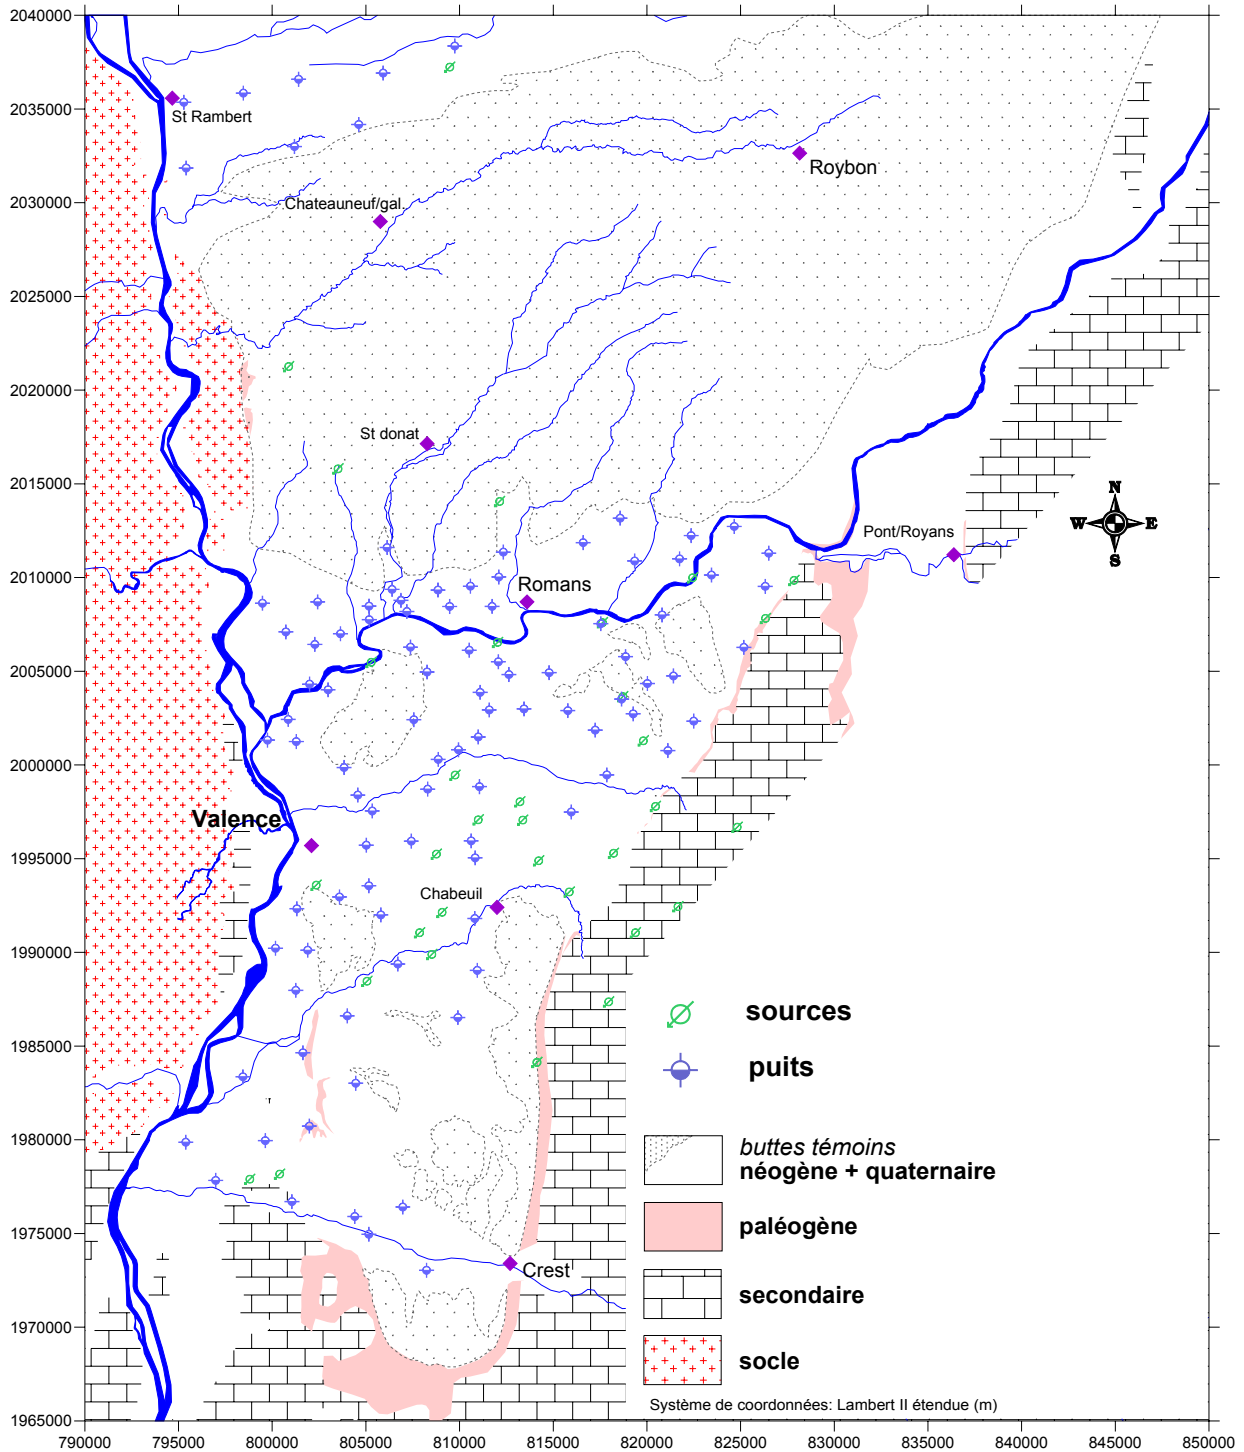 2040000
2035000
2030000
2025000
2020000
2015000
2010000
2005000
2000000
1995000
1990000
1985000
1980000
1975000
1970000
1965000
790000 795000 800000 805000 810000 815000 820000 825000 830000 835000 840000 845000 850000
St Rambert
Roybon
Chateauneuf/gal.
St donat
N
W E
S
Pont/Royans
Romans
Valence
Chabeuil
Crest
sources
puits
buttes témoins
néogène + quaternaire
paléogène
secondaire
socle
Système de coordonnées: Lambert II étendue (m)